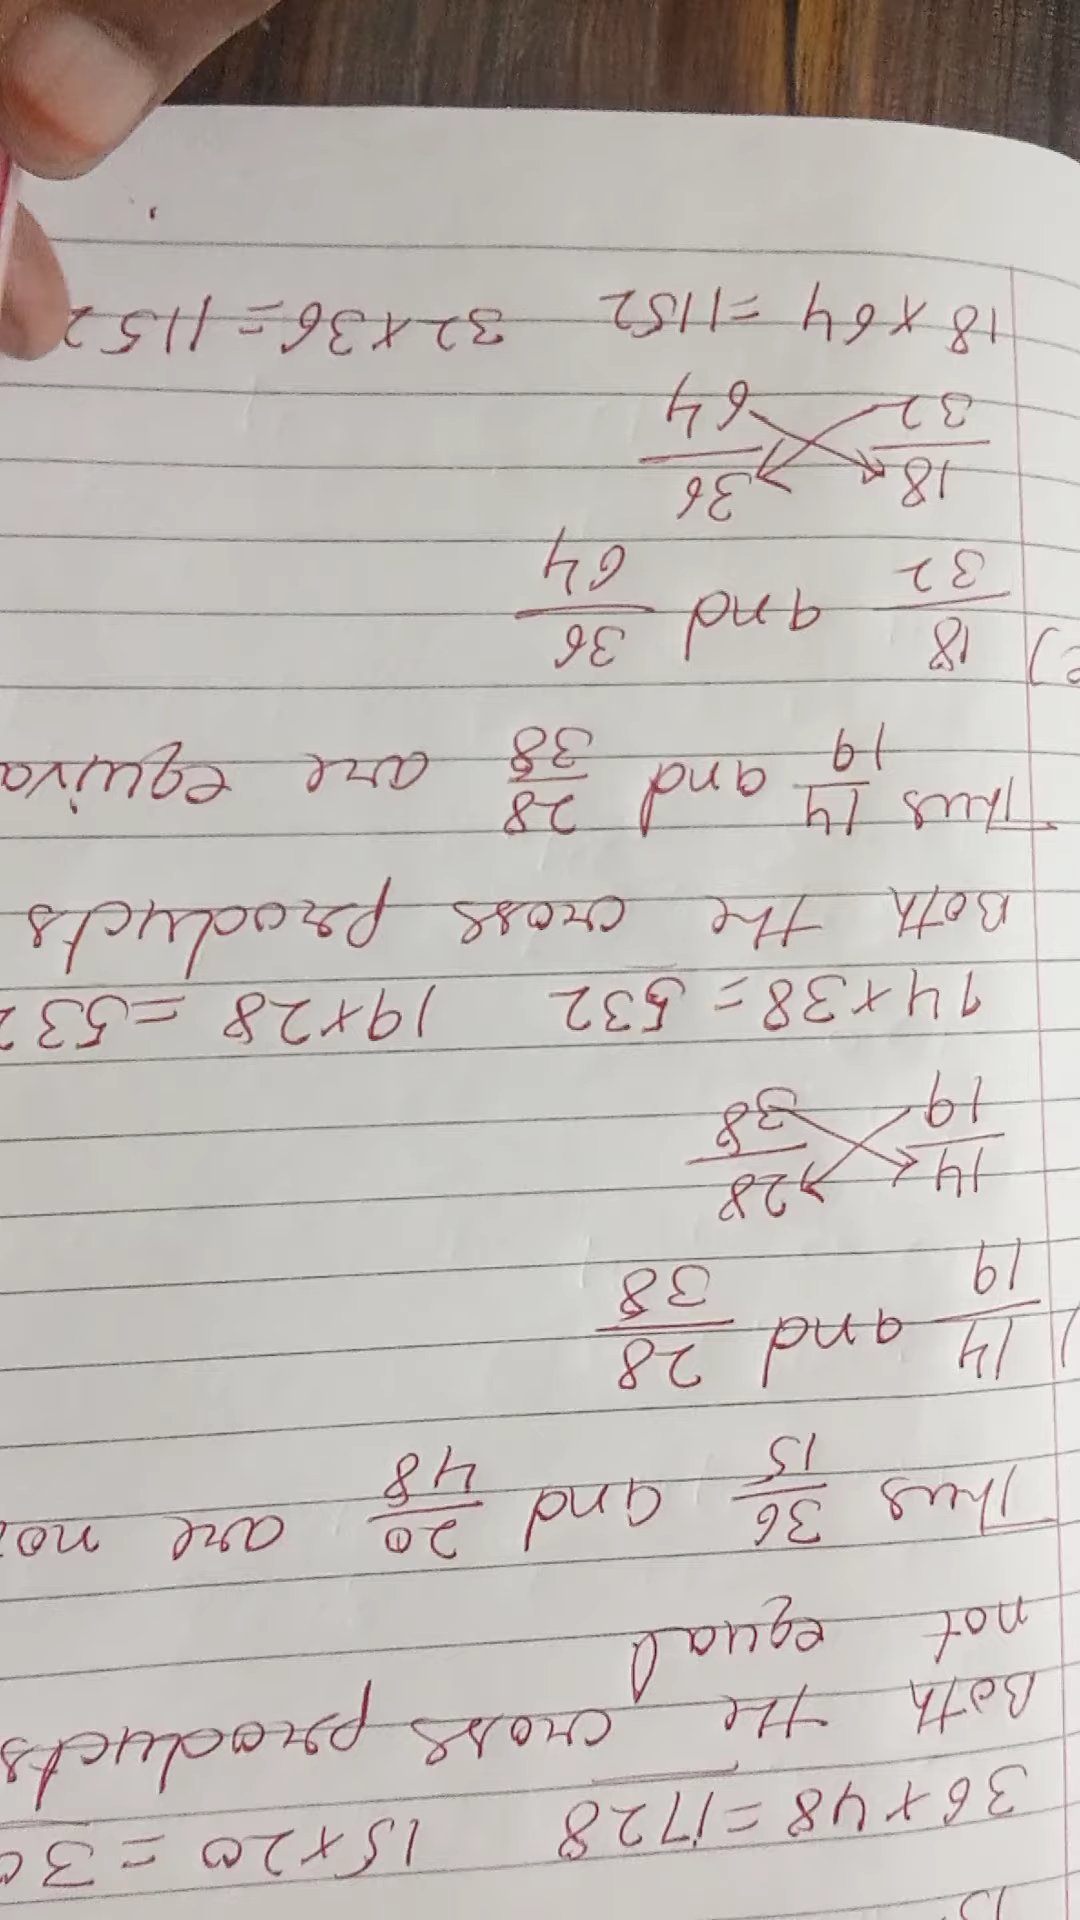 36 × 48 = 1728 15 × 20 = 30
Both the cross products
not equal
Thus 36/15 and 20/48 are no
) 14/19 and 28/38
14/19 28/38
14 × 38 = 532 19 × 28 = 532
Both the cross products
Thus 14/19 and 28/38 are equiva
e) 18/32 and 36/64
18/32 36/64
18 × 64 = 1152 32 × 36 = 1152